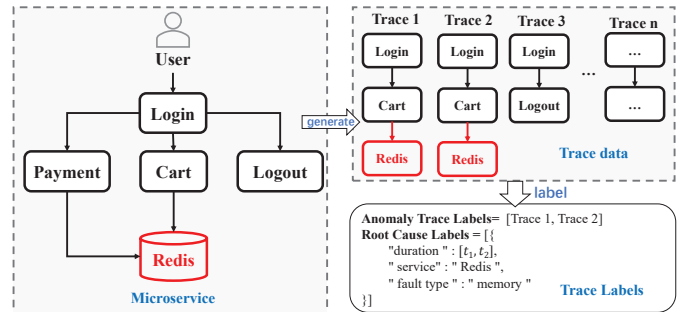 User
Login
Payment
Cart
Logout
Redis
Microservice
generate
Trace 1
Trace 2
Trace 3
Trace n
Login
Login
Login
...
...
Cart
Cart
Logout
...
Redis
Redis
Trace data
label
Anomaly Trace Labels= [Trace 1, Trace 2]
Root Cause Labels = [{
"duration " : [t₁, t₂],
" service" : " Redis ",
" fault type " : " memory "
}]
Trace Labels